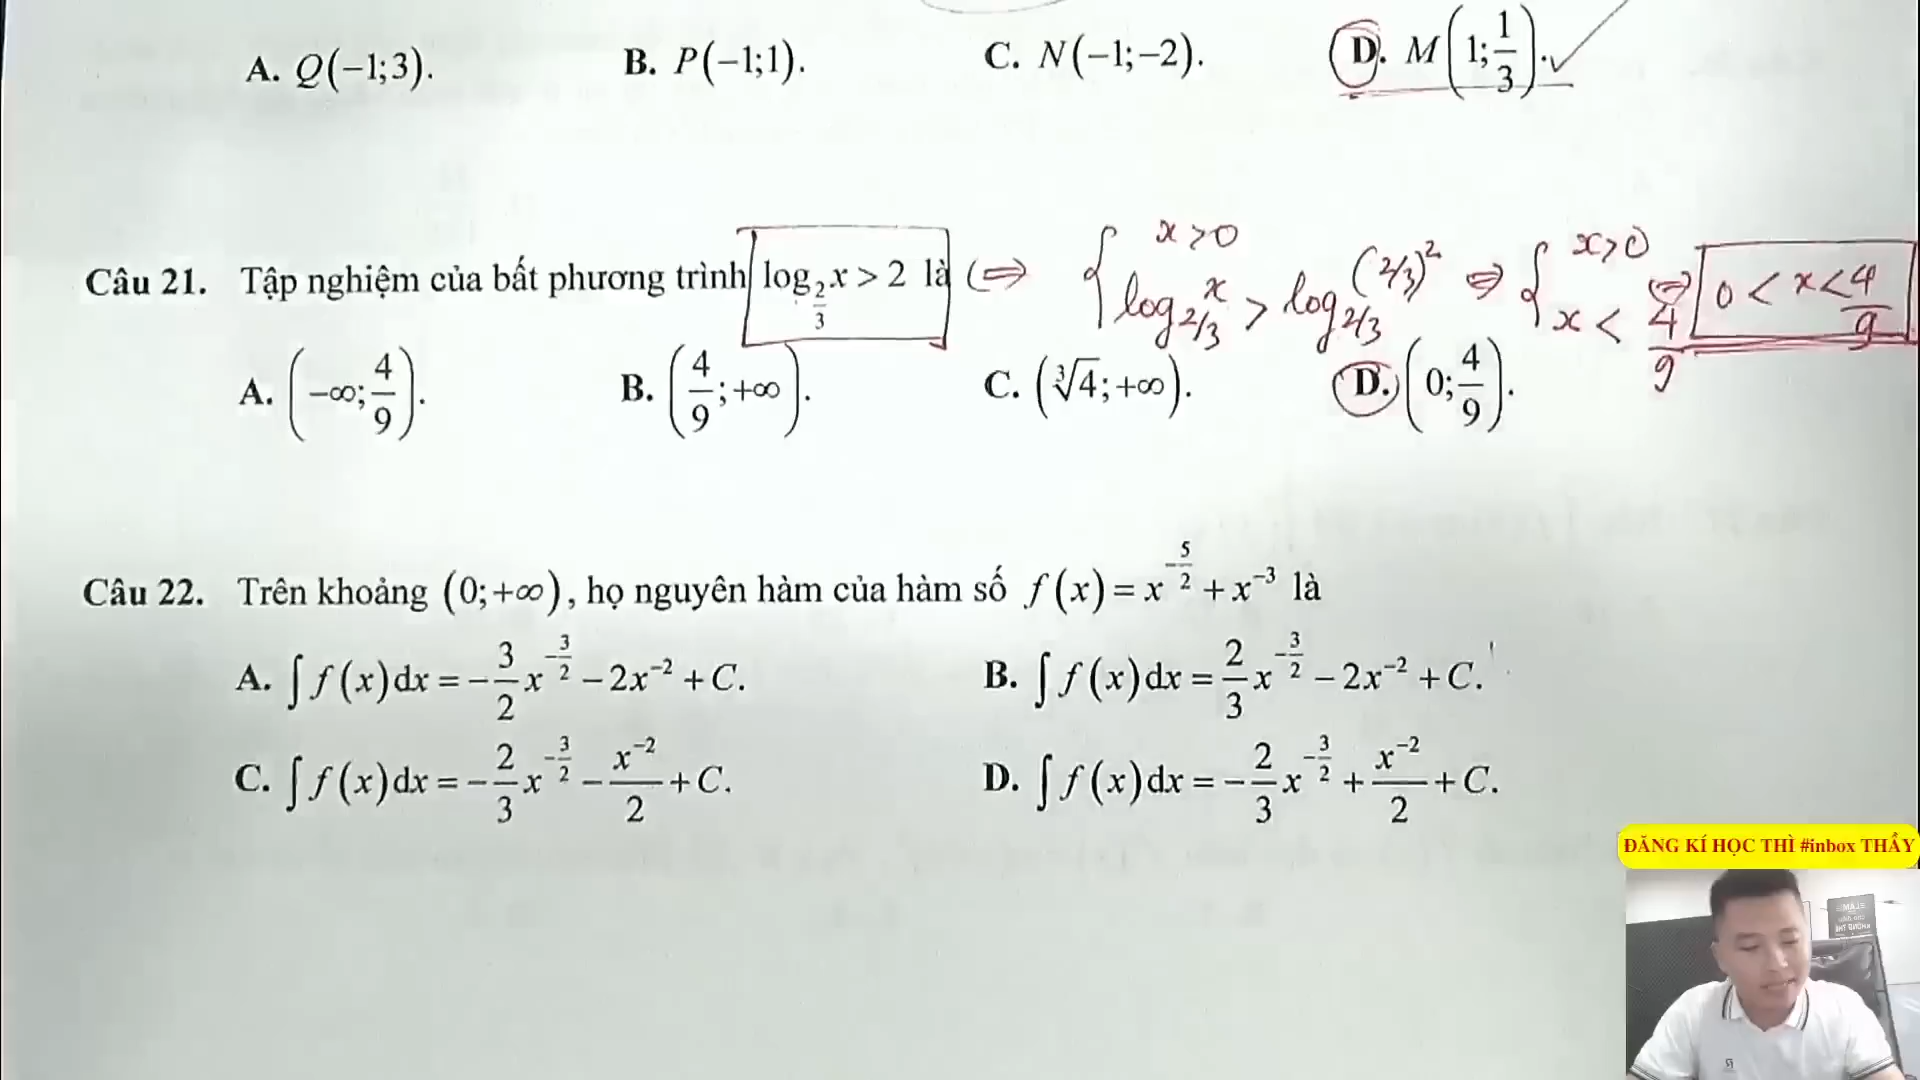 A. Q(−1;3). B. P(−1;1). C. N(−1;−2). D. M(1; 1/3).
Câu 21. Tập nghiệm của bất phương trình log_{2/3} x > 2 là ⇔ { x > 0 ; log_{2/3} x > log_{2/3} (2/3)^2 ⇔ { x > 0 ; x < 4/9 ⇔ 0 < x < 4/9
A. (−∞; 4/9). B. (4/9; +∞). C. (∛4; +∞). D. (0; 4/9).
Câu 22. Trên khoảng (0;+∞), họ nguyên hàm của hàm số f(x) = x^{−5/2} + x^{−3} là
A. ∫ f(x)dx = −3/2 x^{−3/2} − 2x^{−2} + C. B. ∫ f(x)dx = 2/3 x^{−3/2} − 2x^{−2} + C.
C. ∫ f(x)dx = −2/3 x^{−3/2} − x^{−2}/2 + C. D. ∫ f(x)dx = −2/3 x^{−3/2} + x^{−2}/2 + C.
ĐĂNG KÍ HỌC THÌ #inbox THẦY